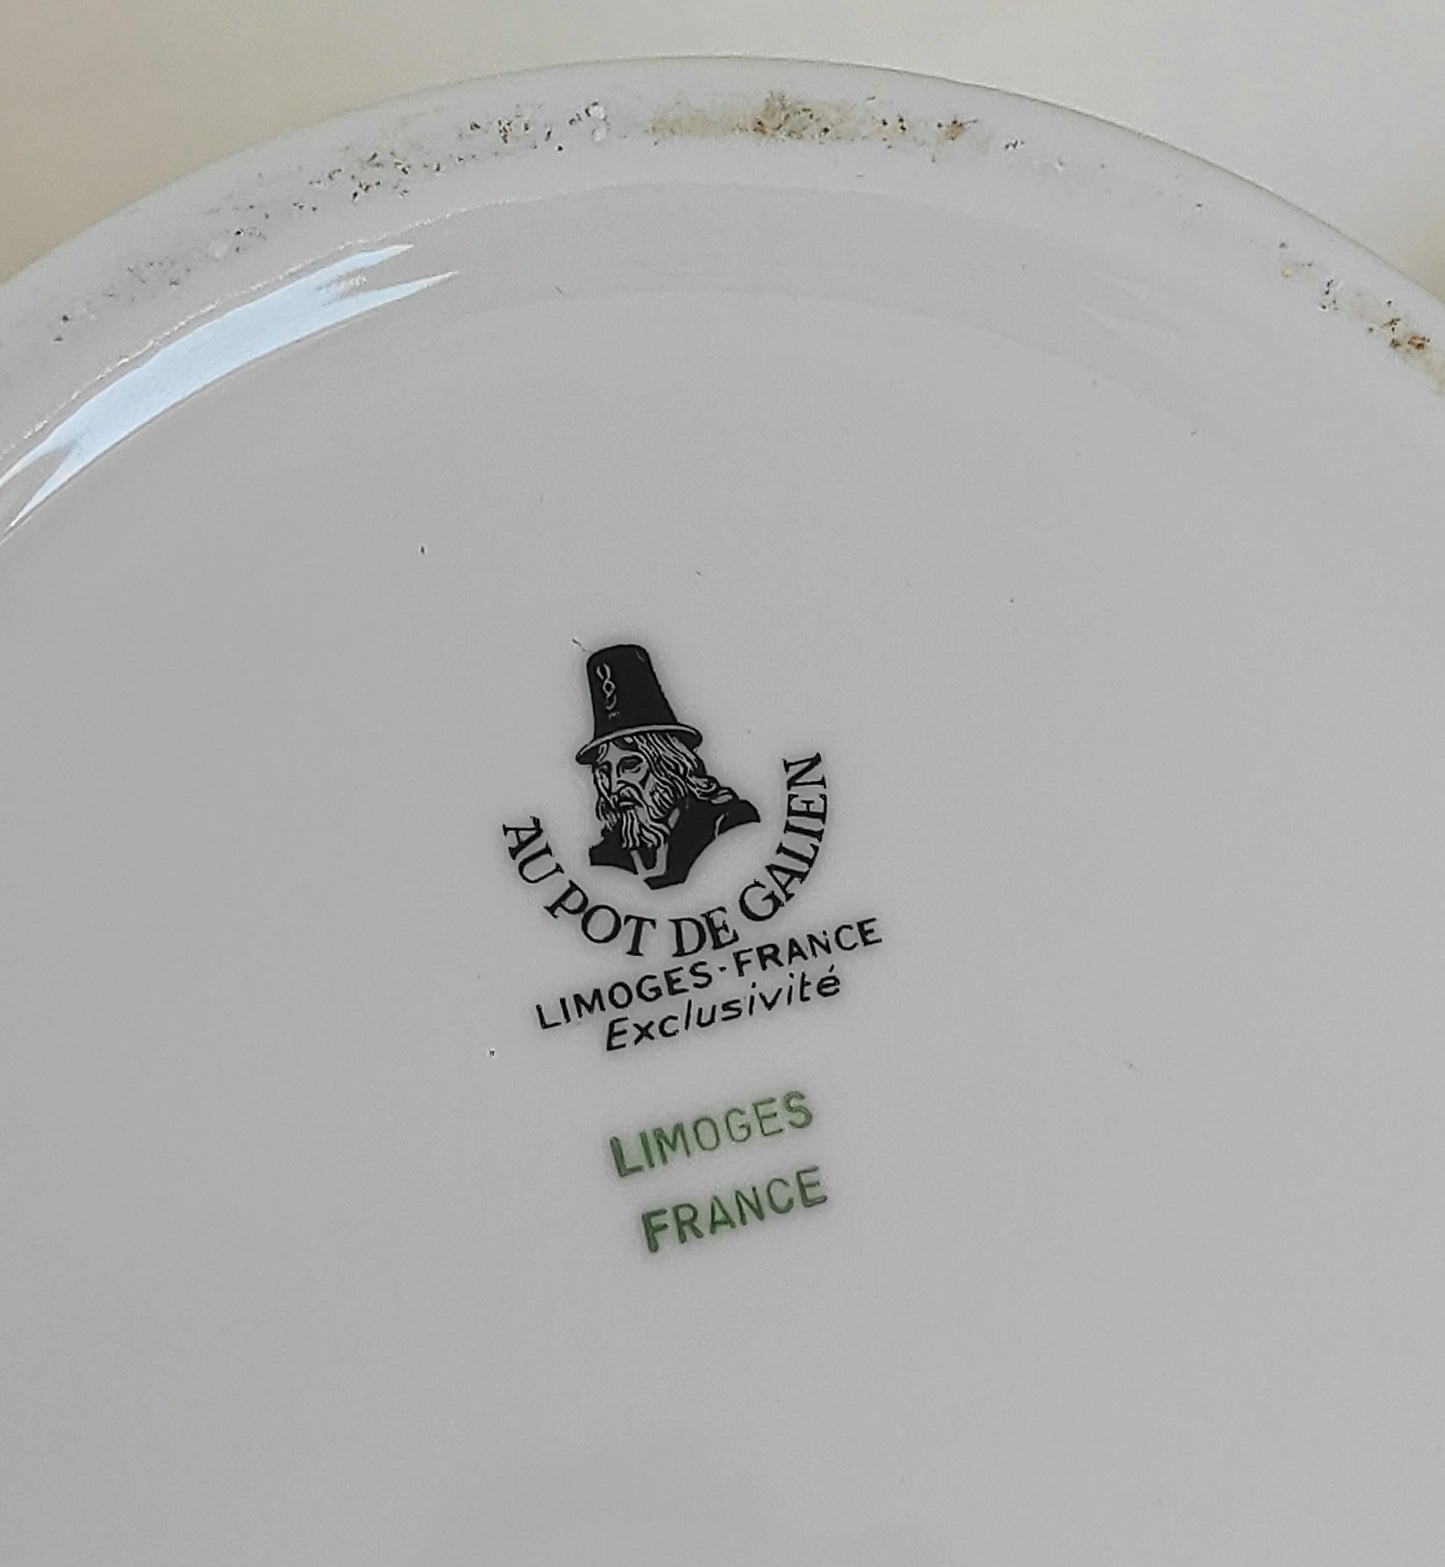 AU POT DE GALIEN
LIMOGES·FRANCE
Exclusivité
LIMOGES
FRANCE